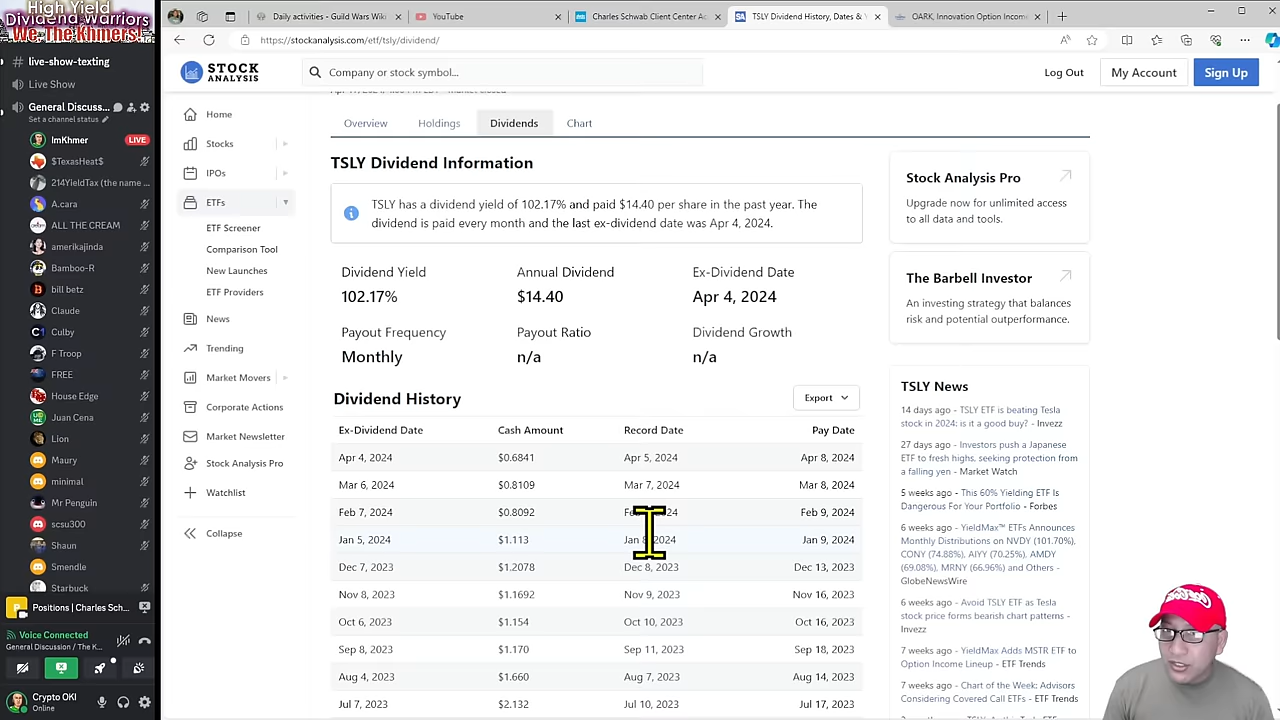 High Yield
Dividend Warriors
We The Khmers!
live-show-texting
Live Show
General Discuss...
Set a channel status
ImKhmer
LIVE
$TexasHeat$
214YieldTax (the name ...
A.cara
ALL THE CREAM
amerikajinda
Bamboo-R
bill betz
Claude
Culby
F Troop
FREE
House Edge
Juan Cena
Lion
Maury
minimal
Mr Penguin
scsu300
Shaun
Smendle
Starbuck
Positions | Charles Sch...
Voice Connected
General Discussion / The K...
Crypto OKI
Online
Daily activities - Guild Wars Wiki
YouTube
Charles Schwab Client Center A
TSLY Dividend History, Dates & Y
OARK, Innovation Option Incom
https://stockanalysis.com/etf/tsly/dividend/
STOCK
ANALYSIS
Company or stock symbol...
Log Out
My Account
Sign Up
Home
Stocks
IPOs
ETFs
ETF Screener
Comparison Tool
New Launches
ETF Providers
News
Trending
Market Movers
Corporate Actions
Market Newsletter
Stock Analysis Pro
Watchlist
Collapse
Overview Holdings Dividends Chart
TSLY Dividend Information
TSLY has a dividend yield of 102.17% and paid $14.40 per share in the past year. The
dividend is paid every month and the last ex-dividend date was Apr 4, 2024.
Dividend Yield Annual Dividend Ex-Dividend Date
102.17% $14.40 Apr 4, 2024
Payout Frequency Payout Ratio Dividend Growth
Monthly n/a n/a
Dividend History
Export
Ex-Dividend Date Cash Amount Record Date Pay Date
Apr 4, 2024 $0.6841 Apr 5, 2024 Apr 8, 2024
Mar 6, 2024 $0.8109 Mar 7, 2024 Mar 8, 2024
Feb 7, 2024 $0.8092 Feb 9, 2024
Jan 5, 2024 $1.113 Jan 8, 2024 Jan 9, 2024
Dec 7, 2023 $1.2078 Dec 8, 2023 Dec 13, 2023
Nov 8, 2023 $1.1692 Nov 9, 2023 Nov 16, 2023
Oct 6, 2023 $1.154 Oct 10, 2023 Oct 16, 2023
Sep 8, 2023 $1.170 Sep 11, 2023 Sep 18, 2023
Aug 4, 2023 $1.660 Aug 7, 2023 Aug 14, 2023
Jul 7, 2023 $2.132 Jul 10, 2023 Jul 17, 2023
Stock Analysis Pro
Upgrade now for unlimited access
to all data and tools.
The Barbell Investor
An investing strategy that balances
risk and potential outperformance.
TSLY News
14 days ago - TSLY ETF is beating Tesla
stock in 2024; is it a good buy? - Invezz
27 days ago - Investors push a Japanese
ETF to fresh highs, seeking protection from
a falling yen - Market Watch
5 weeks ago - This 60% Yielding ETF Is
Dangerous For Your Portfolio - Forbes
6 weeks ago - YieldMax™ ETFs Announces
Monthly Distributions on NVDY (101.70%),
CONY (74.88%), AIYY (70.25%), AMDY
(69.08%), MRNY (66.96%) and Others -
GlobeNewsWire
6 weeks ago - Avoid TSLY ETF as Tesla
stock price forms bearish chart patterns -
Invezz
7 weeks ago - YieldMax Adds MSTR ETF to
Option Income Lineup - ETF Trends
7 weeks ago - Chart of the Week: Advisors
Considering Covered Call ETFs - ETF Trends